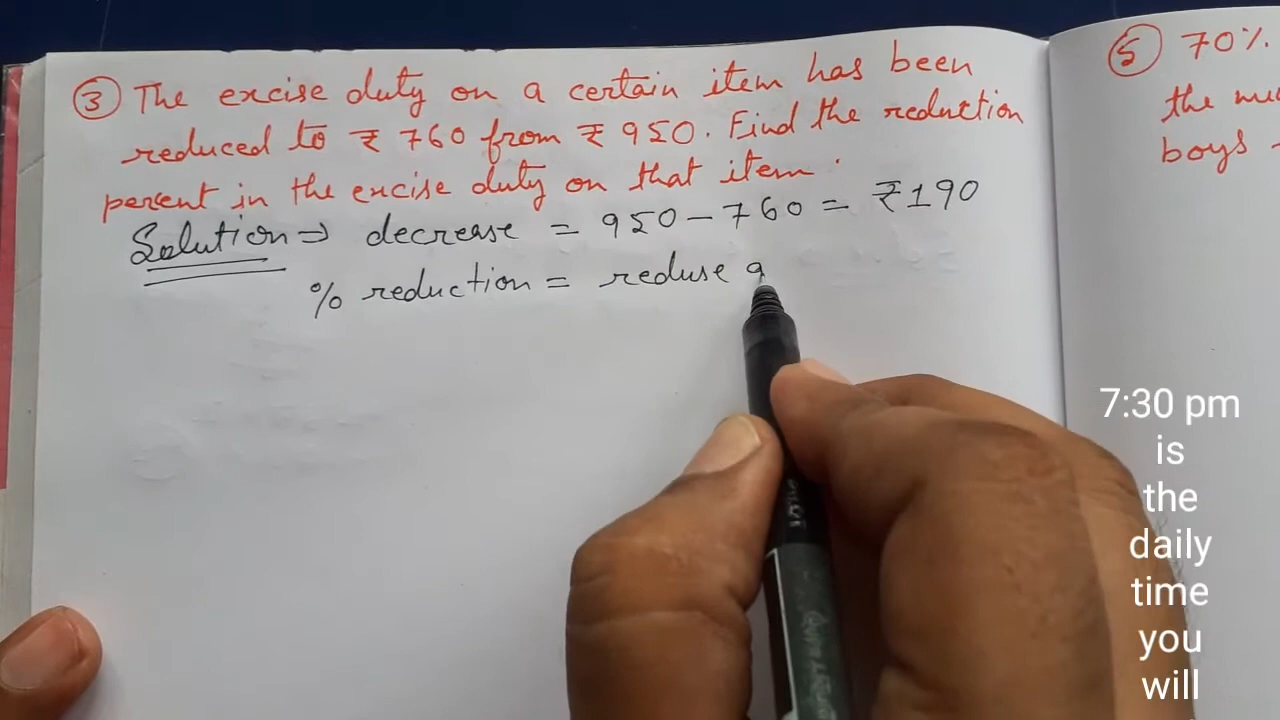 ③ The excise duty on a certain item has been
reduced to ₹ 760 from ₹ 950. Find the reduction
percent in the excise duty on that item.
Solution ⇒ decrease = 950 - 760 = ₹190
% reduction = reduse a
⑤ 70%.
the
boys
7:30 pm
is
the
daily
time
you
will